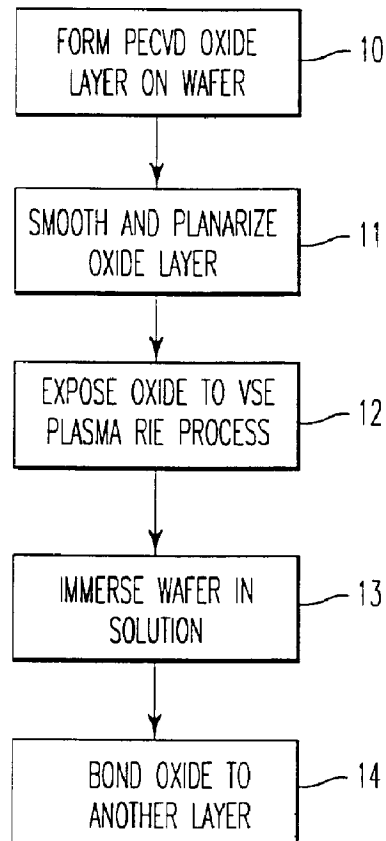 FORM PECVD OXIDE
LAYER ON WAFER
10
SMOOTH AND PLANARIZE
OXIDE LAYER
11
EXPOSE OXIDE TO VSE
PLASMA RIE PROCESS
12
IMMERSE WAFER IN
SOLUTION
13
BOND OXIDE TO
ANOTHER LAYER
14